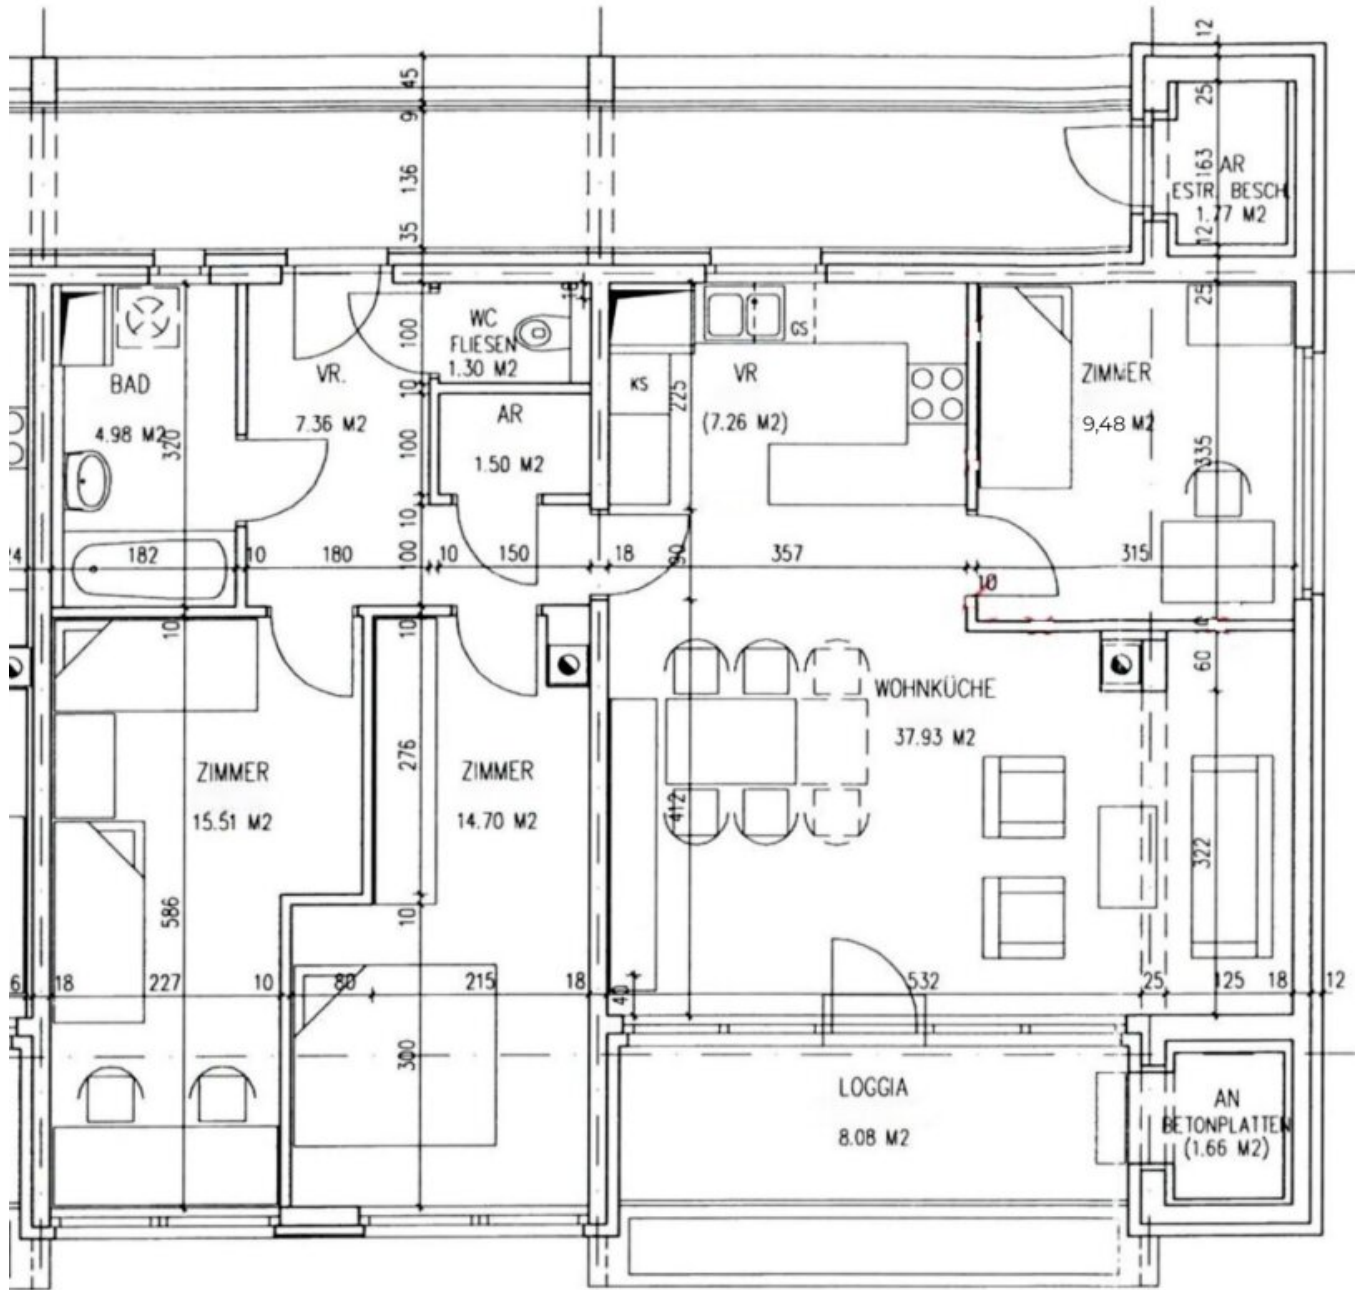 12
45
25
9
136
163
AR
ESTR. BESCH
1.77 M2
35
12
25
WC
FLIESEN
1.30 M2
100
18
GS
BAD
VR.
KS
VR
ZIMMER
10
225
4.98 M2
7.36 M2
AR
(7.26 M2)
9,48 M2
320
100
1.50 M2
335
10
24
182
10
180
100
10
150
18
90
357
315
10
10
10
10
60
WOHNKÜCHE
37.93 M2
276
ZIMMER
15.51 M2
ZIMMER
14.70 M2
412
322
586
10
6
18
227
10
80
215
18
40
532
25
125
18
12
300
LOGGIA
8.08 M2
AN
BETONPLATTEN
(1.66 M2)